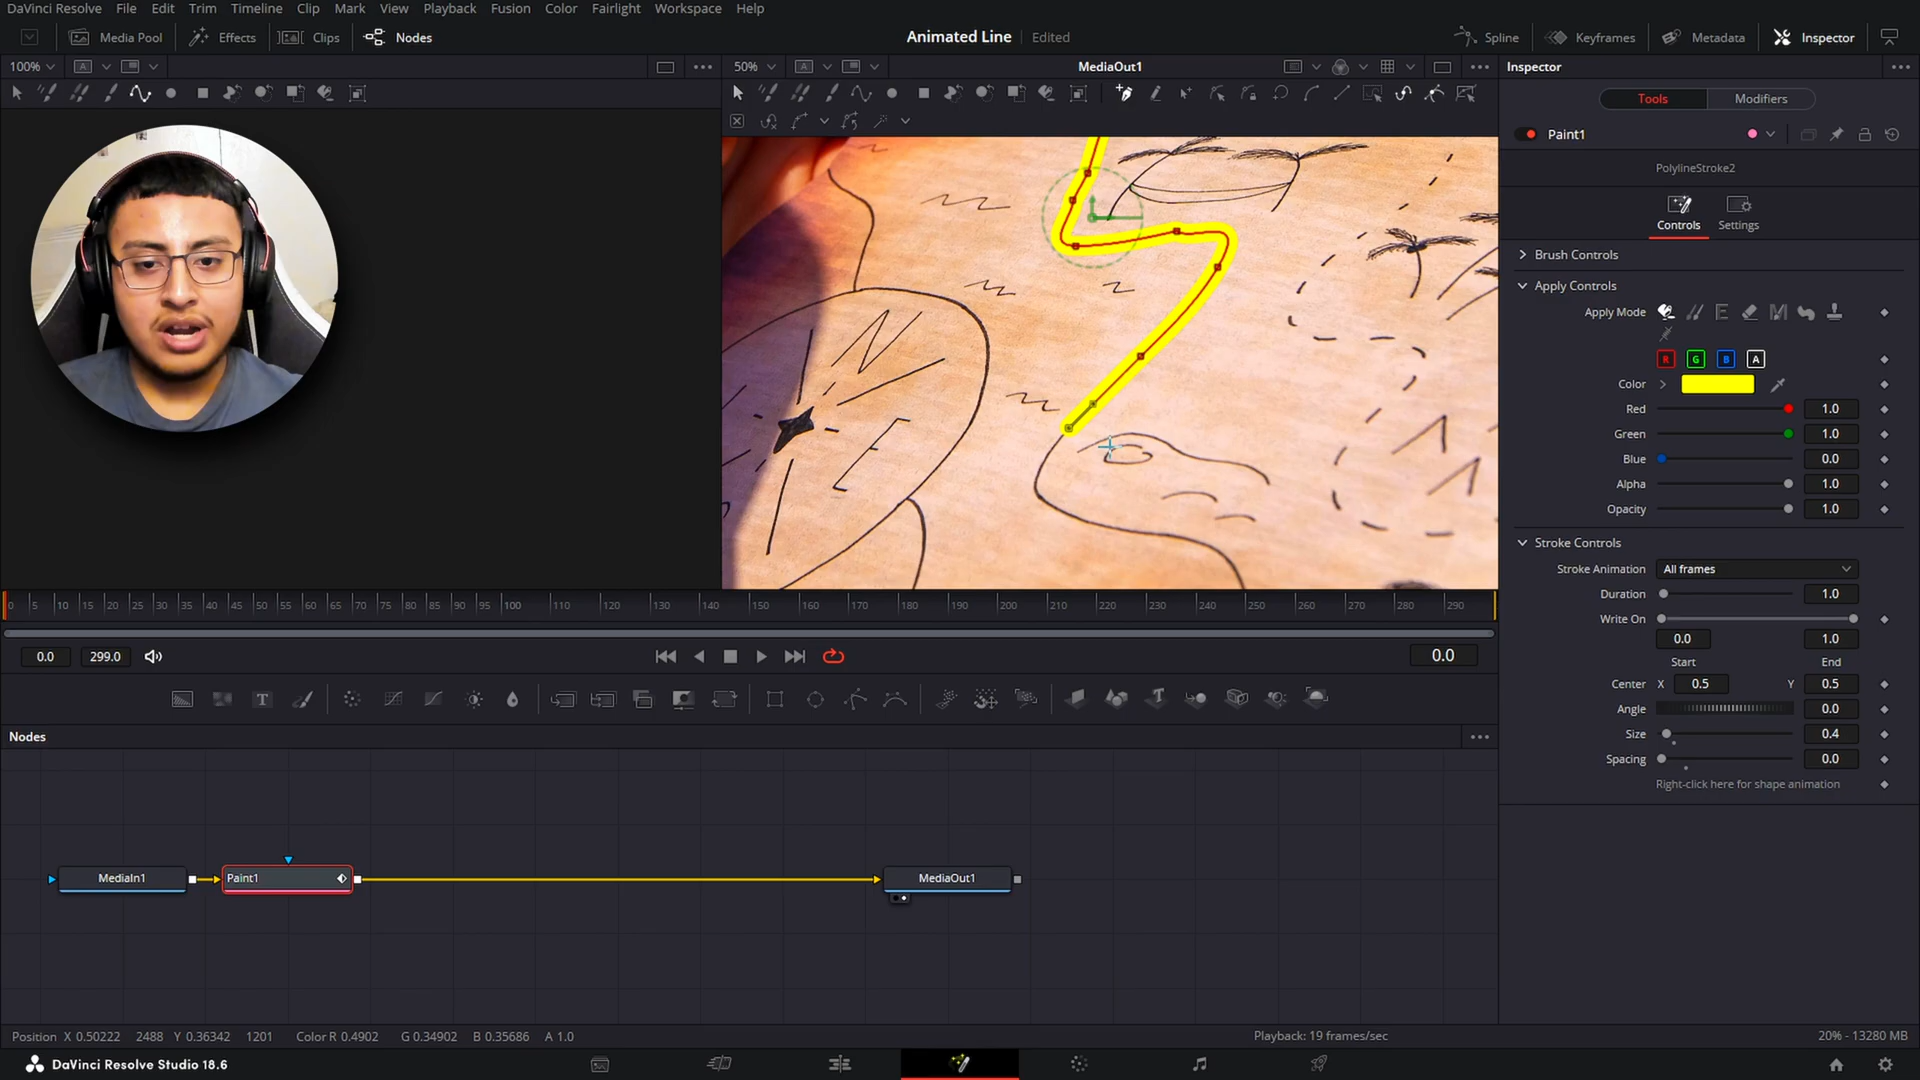 DaVinci Resolve File Edit Trim Timeline Clip Mark View Playback Fusion Color Fairlight Workspace Help
Media Pool Effects Clips Nodes Animated Line Edited Spline Keyframes Metadata Inspector
100% 50% MediaOut1 Inspector
Tools Modifiers
Paint1
PolylineStroke2
Controls Settings
Brush Controls
Apply Controls
Apply Mode
R G B A
Color
Red 1.0
Green 1.0
Blue 0.0
Alpha 1.0
Opacity 1.0
Stroke Controls
Stroke Animation All frames
Duration 1.0
Write On
0.0 1.0
Start End
Center X 0.5 Y 0.5
Angle 0.0
Size 0.4
Spacing 0.0
Right-click here for shape animation
N
E
0 5 10 15 20 25 30 35 40 45 50 55 60 65 70 75 80 85 90 95 100 110 120 130 140 150 160 170 180 190 200 210 220 230 240 250 260 270 280 290
0.0 299.0 0.0
T
Nodes
MediaIn1 Paint1 MediaOut1
Position X 0.50222 2488 Y 0.36342 1201 Color R 0.4902 G 0.34902 B 0.35686 A 1.0 Playback: 19 frames/sec 20% - 13280 MB
DaVinci Resolve Studio 18.6